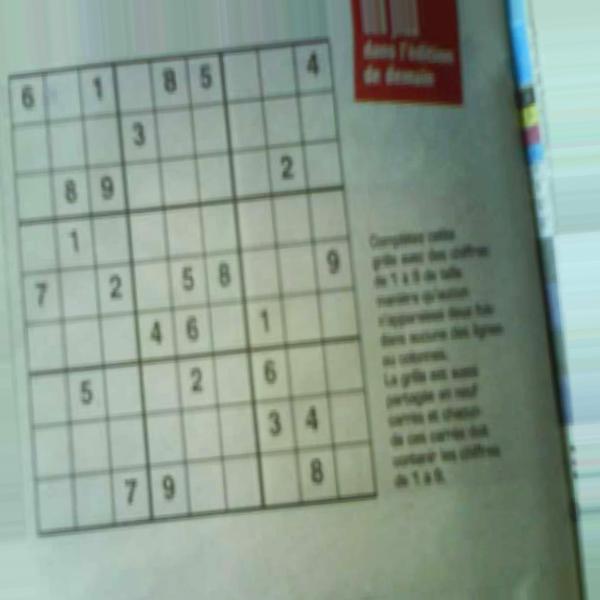 dans l'édition
de demain
6 1 8 5 4
3
8 9 2
1
7 2 5 8 9
4 6 1
5 2 6
3 4
7 9 8
Complétez cette
grille avec des chiffres
de 1 à 9 de telle
manière qu'aucun
n'apparaisse deux fois
dans aucune des lignes
ou colonnes.
La grille est aussi
partagée en neuf
carrés et chacun
de ces carrés doit
contenir les chiffres
de 1 à 9.